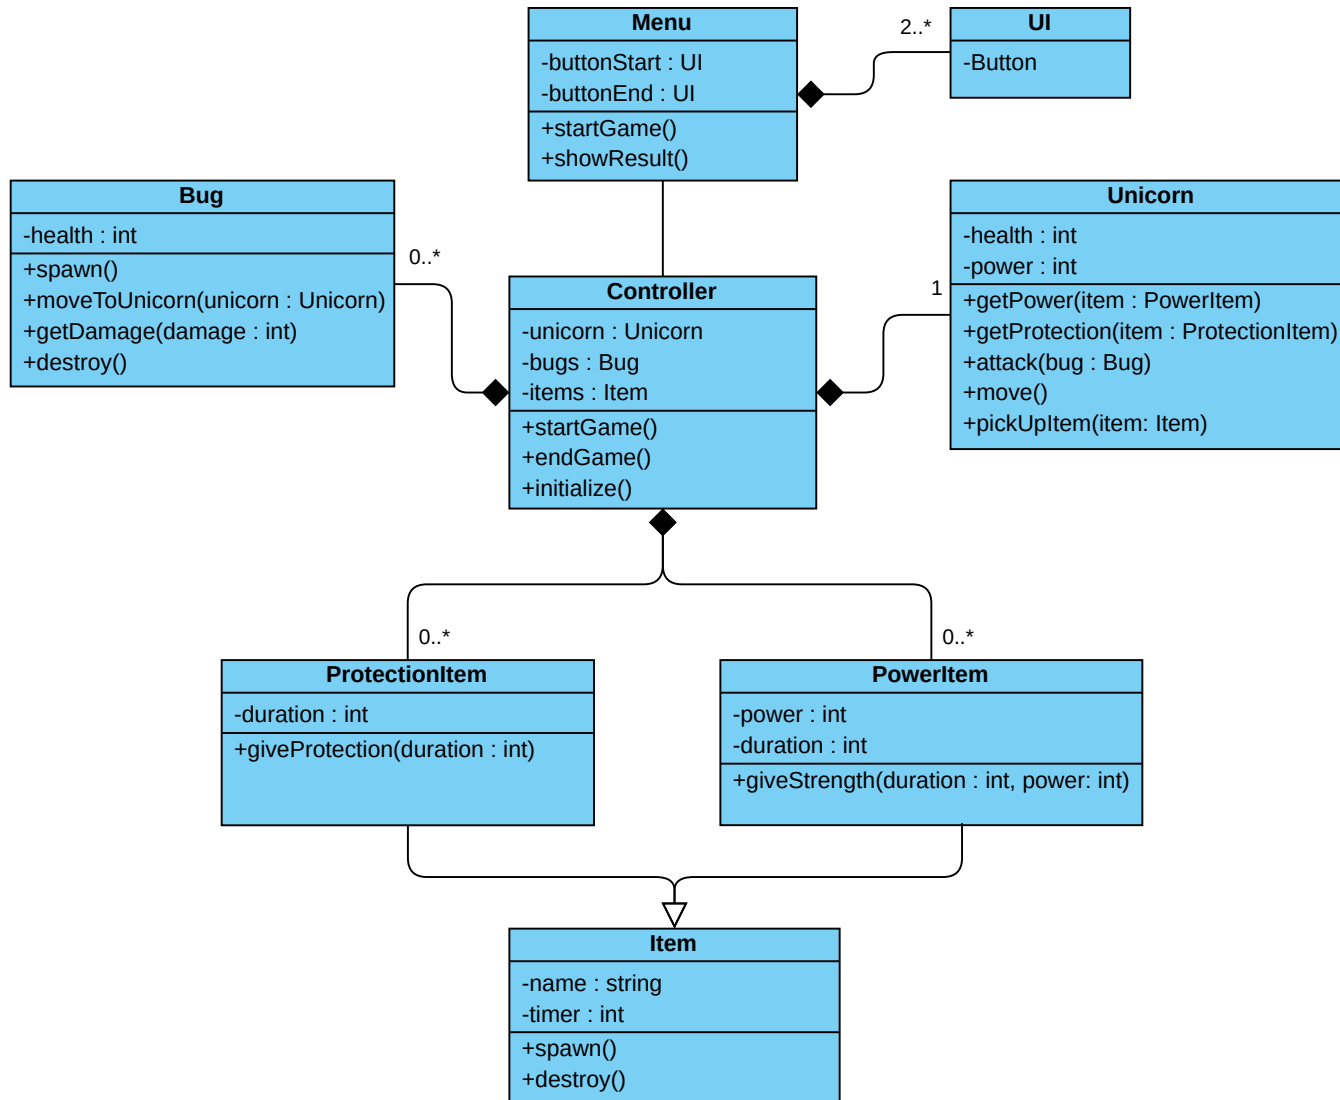 Menu
-buttonStart : UI
-buttonEnd : UI
+startGame()
+showResult()
2..*
UI
-Button
Bug
-health : int
+spawn()
+moveToUnicorn(unicorn : Unicorn)
+getDamage(damage : int)
+destroy()
0..*
Controller
-unicorn : Unicorn
-bugs : Bug
-items : Item
+startGame()
+endGame()
+initialize()
1
Unicorn
-health : int
-power : int
+getPower(item : PowerItem)
+getProtection(item : ProtectionItem)
+attack(bug : Bug)
+move()
+pickUpItem(item: Item)
0..*
ProtectionItem
-duration : int
+giveProtection(duration : int)
0..*
PowerItem
-power : int
-duration : int
+giveStrength(duration : int, power: int)
Item
-name : string
-timer : int
+spawn()
+destroy()